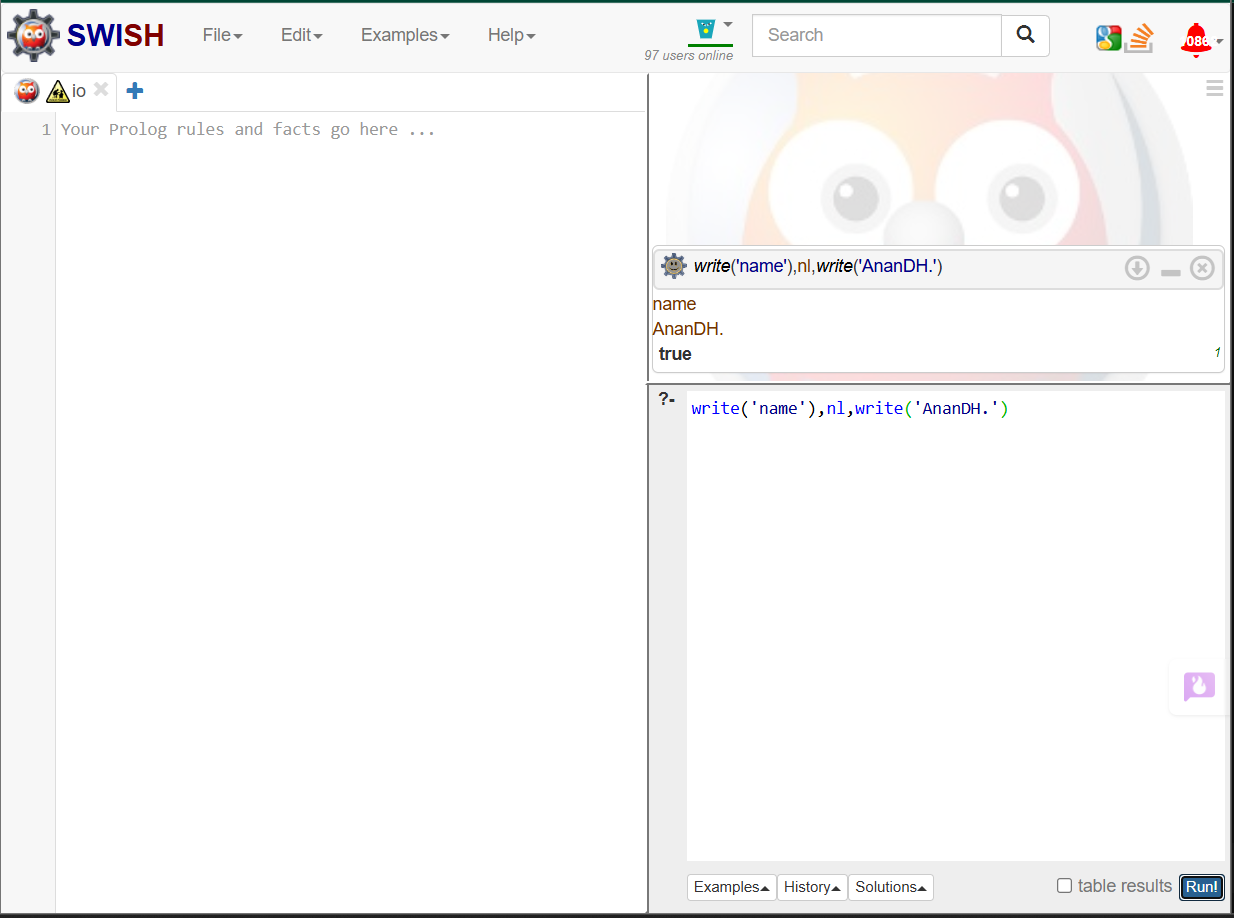 SWISH File Edit Examples Help 97 users online Search
io
1 Your Prolog rules and facts go here ...
write('name'),nl,write('AnanDH.')
name
AnanDH.
true 1
?- write('name'),nl,write('AnanDH.')
Examples History Solutions table results Run!